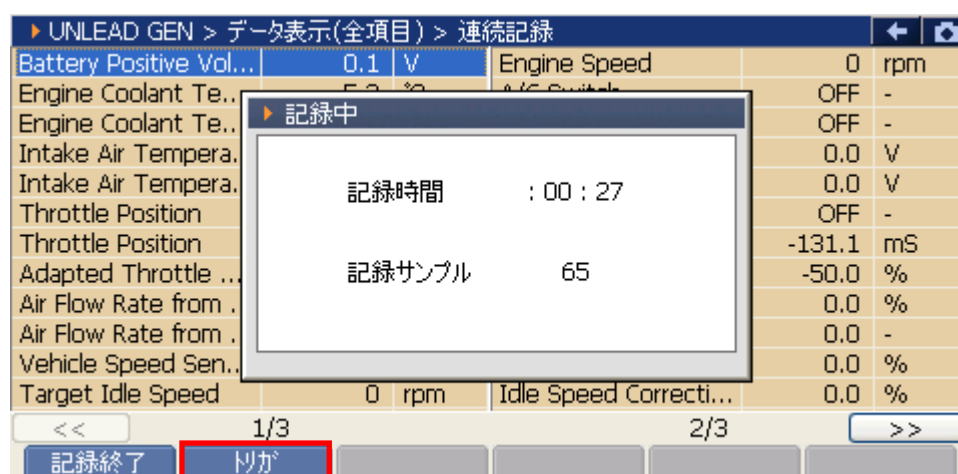 UNLEAD GEN > データ表示(全項目) > 連続記録
Battery Positive Vol... 0.1 V Engine Speed 0 rpm
Engine Coolant Te... °C A/C Switch OFF -
Engine Coolant Te.. OFF -
Intake Air Tempera. 0.0 V
Intake Air Tempera. 0.0 V
Throttle Position OFF -
Throttle Position -131.1 mS
Adapted Throttle ... -50.0 %
Air Flow Rate from . 0.0 %
Air Flow Rate from . 0.0 -
Vehicle Speed Sen.. 0.0 %
Target Idle Speed 0 rpm Idle Speed Correcti... 0.0 %
記録中
記録時間 :00 : 27
記録サンプル 65
<< 1/3 2/3 >>
記録終了 トリガ